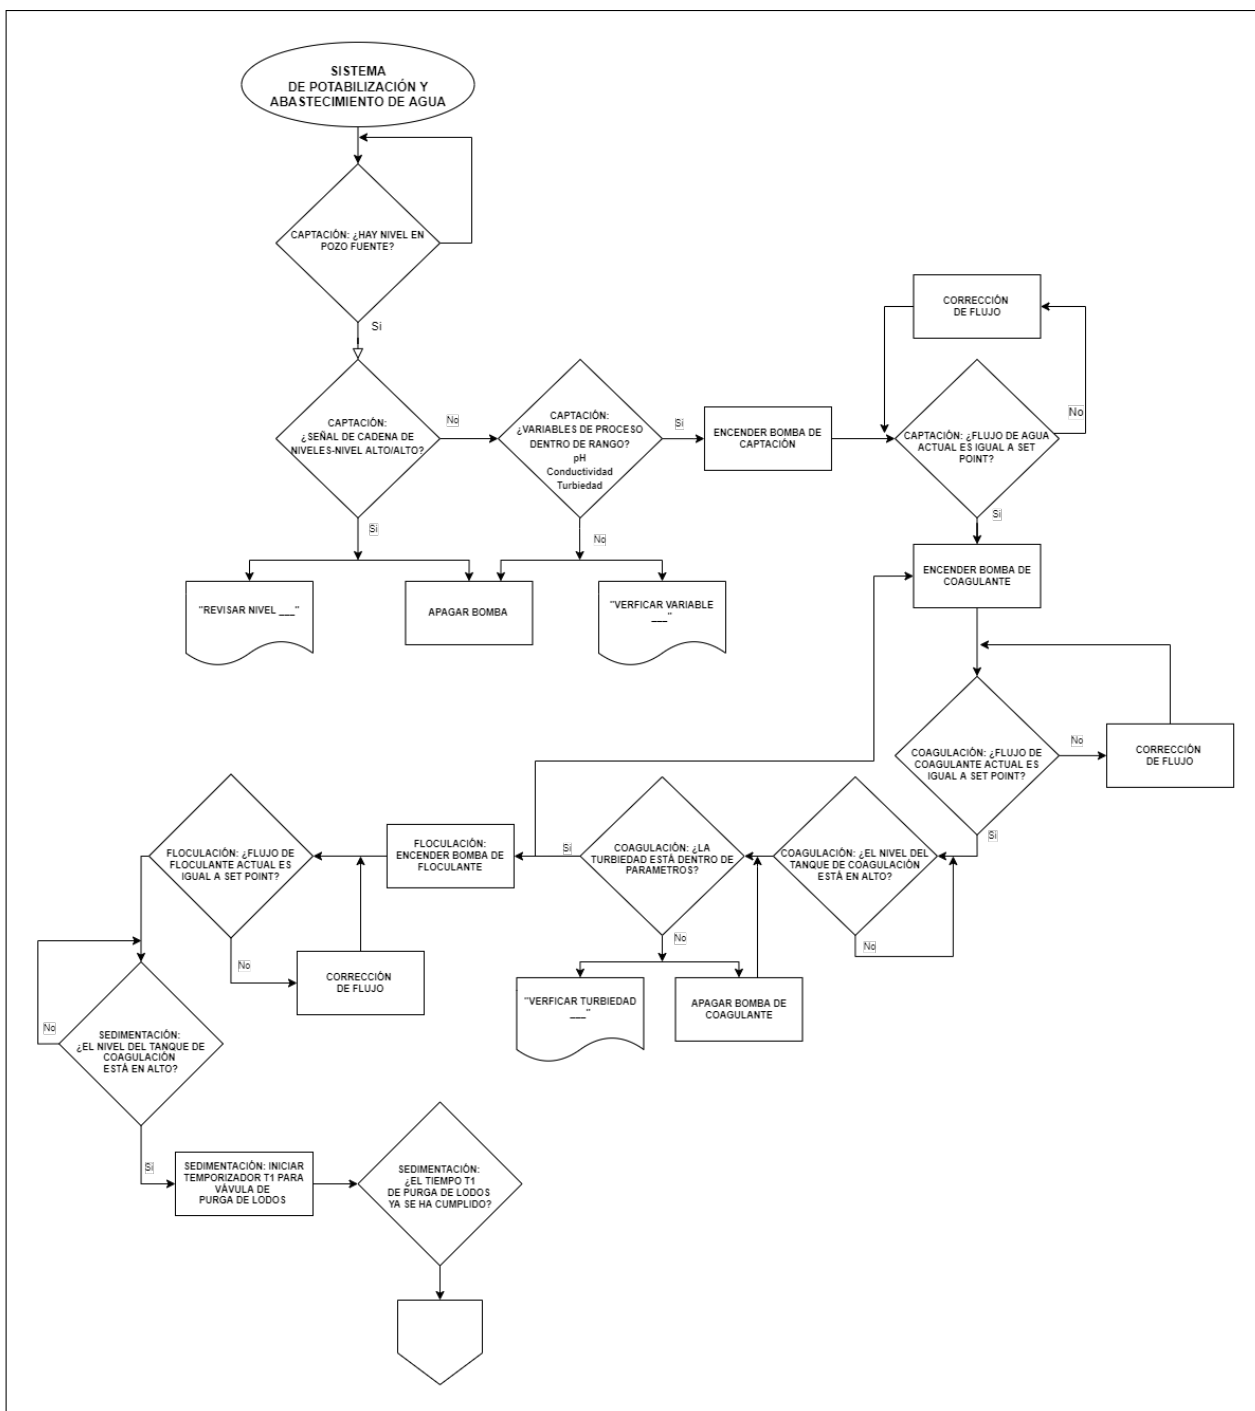 SISTEMA
DE POTABILIZACIÓN Y
ABASTECIMIENTO DE AGUA
CAPTACIÓN: ¿HAY NIVEL EN
POZO FUENTE?
Si
CAPTACIÓN:
¿SEÑAL DE CADENA DE
NIVELES-NIVEL ALTO/ALTO?
No
Si
CAPTACIÓN:
¿VARIABLES DE PROCESO
DENTRO DE RANGO?
pH
Conductividad
Turbiedad
Si
No
ENCENDER BOMBA DE
CAPTACIÓN
CORRECCIÓN
DE FLUJO
No
CAPTACIÓN: ¿FLUJO DE AGUA
ACTUAL ES IGUAL A SET
POINT?
Si
"REVISAR NIVEL ___"
APAGAR BOMBA
"VERFICAR VARIABLE
___"
ENCENDER BOMBA DE
COAGULANTE
COAGULACIÓN: ¿FLUJO DE
COAGULANTE ACTUAL ES
IGUAL A SET POINT?
No
CORRECCIÓN
DE FLUJO
Si
COAGULACIÓN: ¿EL NIVEL DEL
TANQUE DE COAGULACIÓN
ESTÁ EN ALTO?
No
COAGULACIÓN: ¿LA
TURBIEDAD ESTÁ DENTRO DE
PARAMETROS?
Si
No
"VERFICAR TURBIEDAD
___"
APAGAR BOMBA DE
COAGULANTE
FLOCULACIÓN:
ENCENDER BOMBA DE
FLOCULANTE
FLOCULACIÓN: ¿FLUJO DE
FLOCULANTE ACTUAL ES
IGUAL A SET POINT?
No
CORRECCIÓN
DE FLUJO
No
SEDIMENTACIÓN:
¿EL NIVEL DEL TANQUE DE
COAGULACIÓN
ESTÁ EN ALTO?
Si
SEDIMENTACIÓN: INICIAR
TEMPORIZADOR T1 PARA
VÁVULA DE
PURGA DE LODOS
SEDIMENTACIÓN:
¿EL TIEMPO T1
DE PURGA DE LODOS
YA SE HA CUMPLIDO?